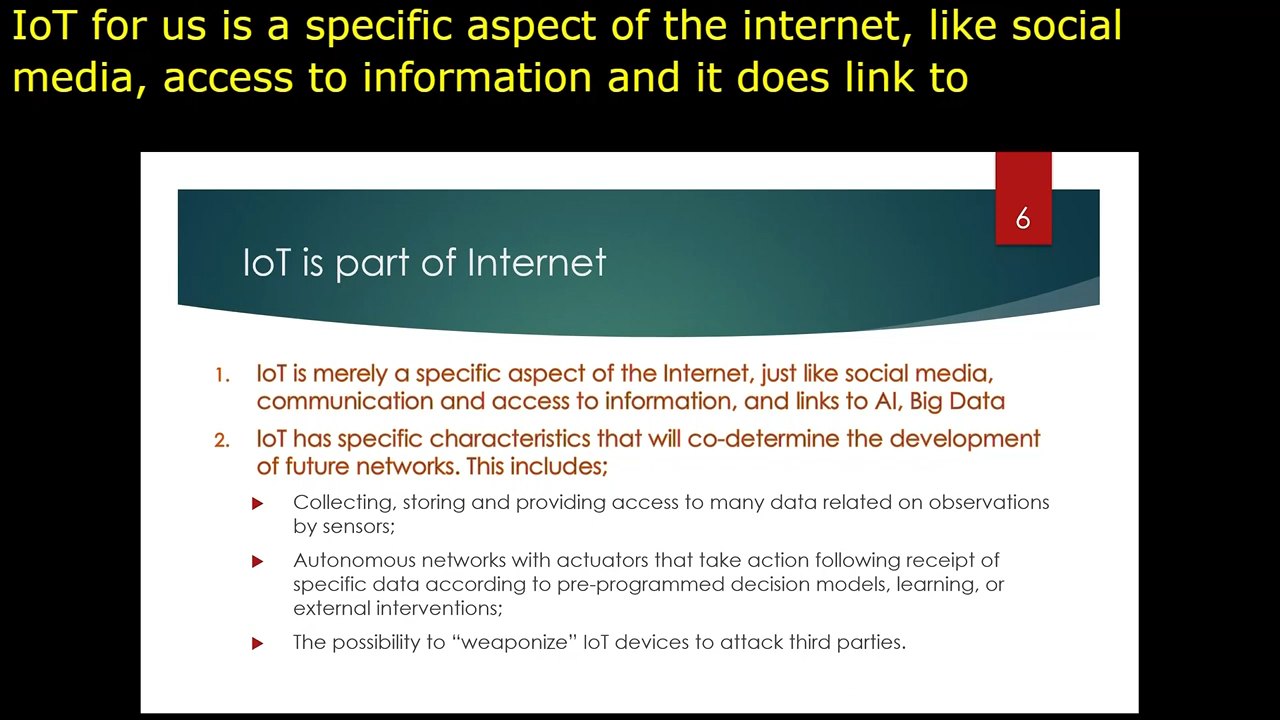 IoT for us is a specific aspect of the internet, like social
media, access to information and it does link to
6
IoT is part of Internet
1. IoT is merely a specific aspect of the Internet, just like social media,
communication and access to information, and links to AI, Big Data
2. IoT has specific characteristics that will co-determine the development
of future networks. This includes;
Collecting, storing and providing access to many data related on observations
by sensors;
Autonomous networks with actuators that take action following receipt of
specific data according to pre-programmed decision models, learning, or
external interventions;
The possibility to “weaponize” IoT devices to attack third parties.